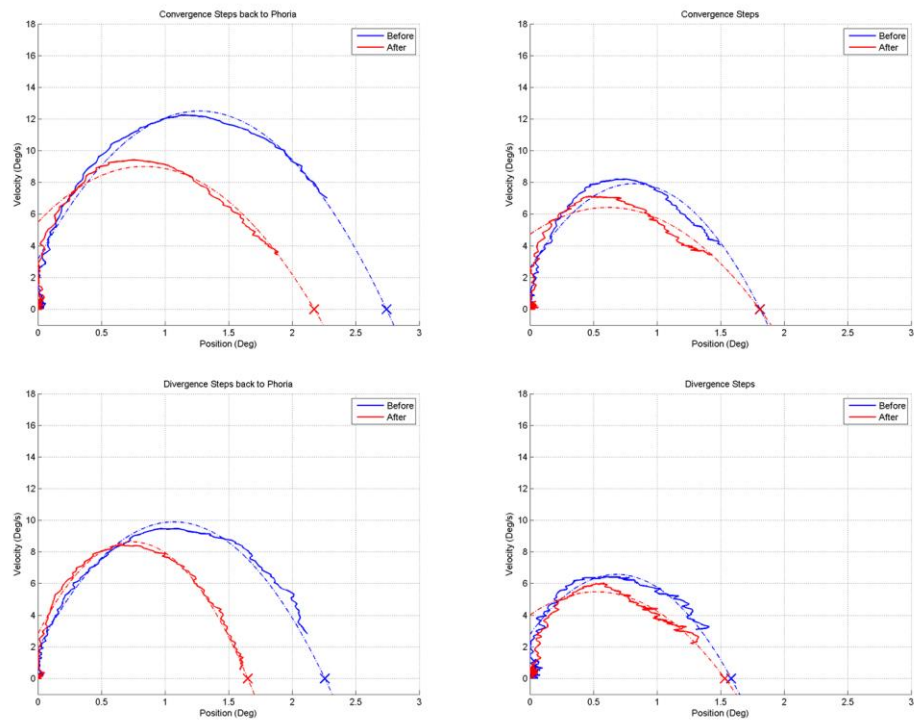 Convergence Steps back to Phoria
18
16
14
12
10
8
6
4
2
0
Velocity (Deg/s)
Before
After
0 0.5 1 1.5 2 2.5 3
Position (Deg)
Convergence Steps
18
16
14
12
10
8
6
4
2
0
Velocity (Deg/s)
Before
After
0 0.5 1 1.5 2 2.5 3
Position (Deg)
Divergence Steps back to Phoria
18
16
14
12
10
8
6
4
2
0
Velocity (Deg/s)
Before
After
0 0.5 1 1.5 2 2.5 3
Position (Deg)
Divergence Steps
18
16
14
12
10
8
6
4
2
0
Velocity (Deg/s)
Before
After
0 0.5 1 1.5 2 2.5 3
Position (Deg)